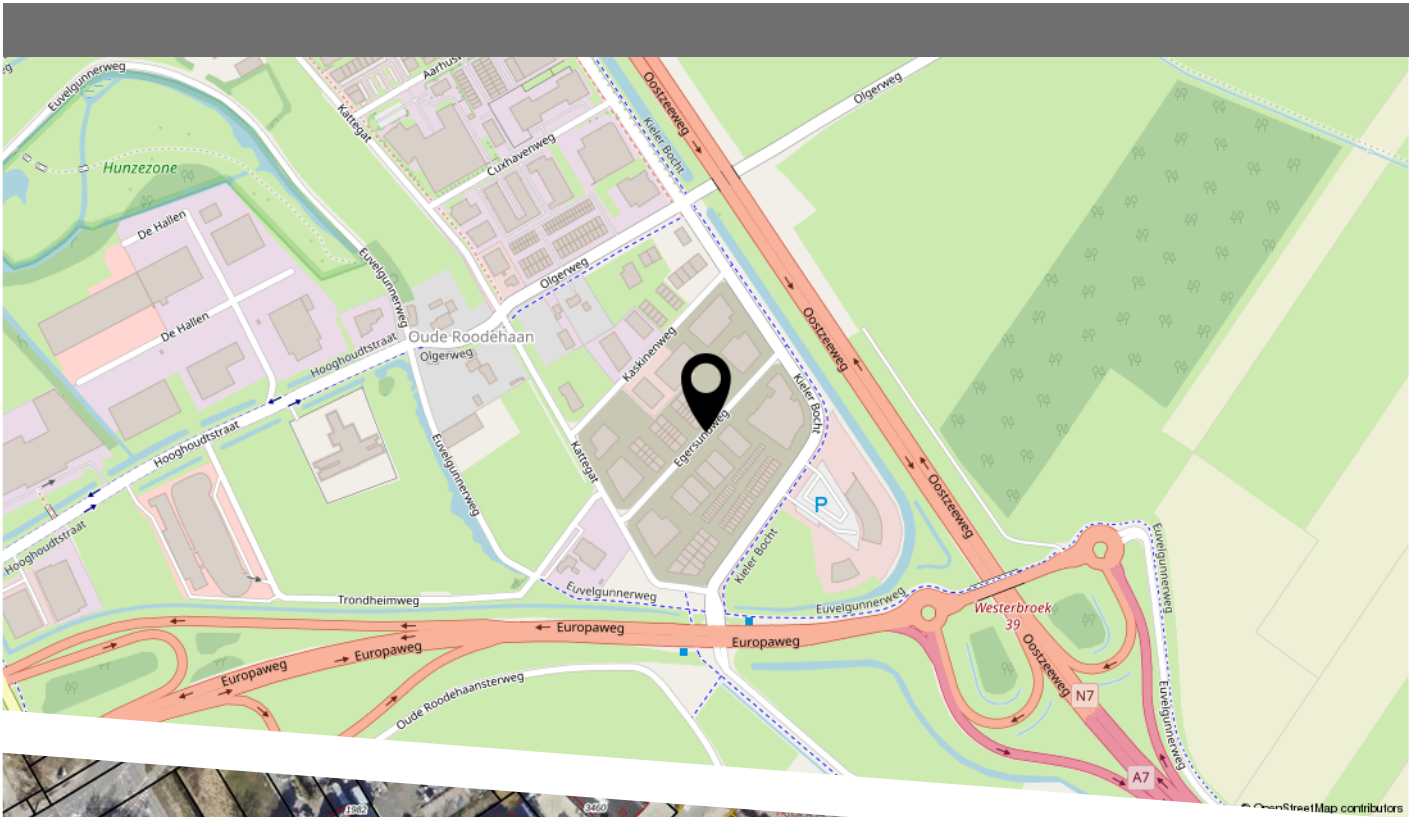 Euvelgunnerweg
Kattegat
Oostzeeweg
Olgerweg
Kieler Bocht
Cuxhavenweg
Hunzezone
De Hallen
Euvelgunnerweg
Olgerweg
De Hallen
Oude Roodehaan
Hooghoudtstraat
Olgerweg
Kaskinenweg
Oostzeeweg
Kieler Bocht
Hooghoudtstraat
Egersundweg
Kattegat
Euvelgunnerweg
Oostzeeweg
P
Hooghoudtstraat
Kieler Bocht
Euvelgunnerweg
Trondheimweg
Euvelgunnerweg
Euvelgunnerweg
Westerbroek
39
Europaweg
Europaweg
Europaweg
Europaweg
Oostzeeweg
Oude Roodehaansterweg
N7
Euvelgunnerweg
A7
1982
3460
© OpenStreetMap contributors